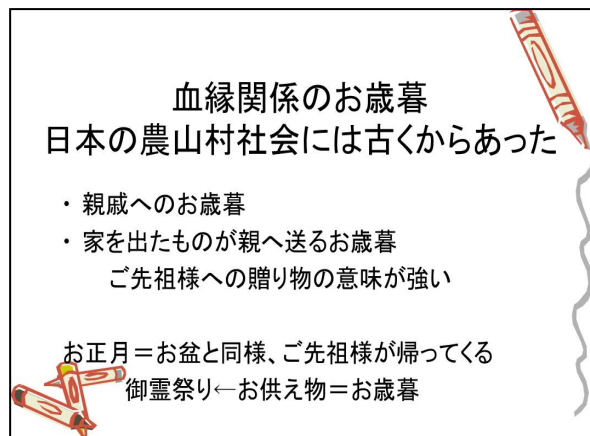 血縁関係のお歳暮
日本の農山村社会には古くからあった
・ 親戚へのお歳暮
・ 家を出たものが親へ送るお歳暮
ご先祖様への贈り物の意味が強い
お正月＝お盆と同様、ご先祖様が帰ってくる
御霊祭り←お供え物＝お歳暮